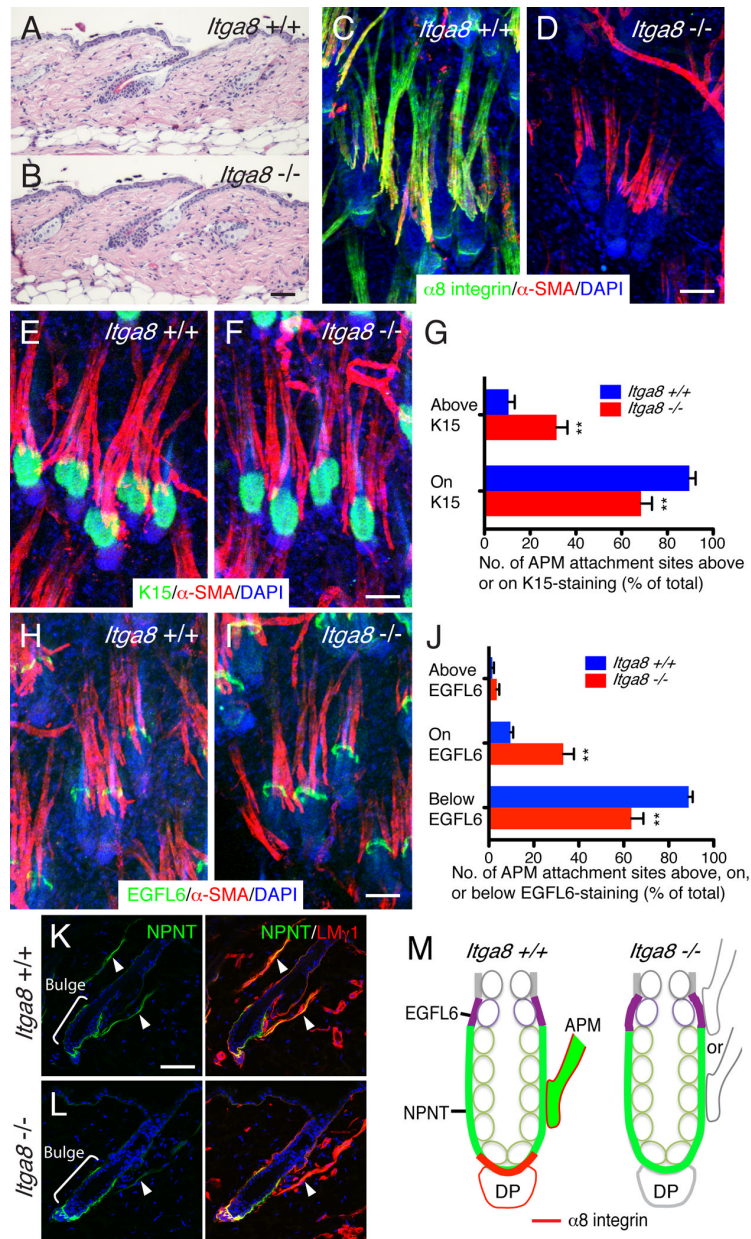 A
Itga8 +/+
B
Itga8 -/-
C
Itga8 +/+
D
Itga8 -/-
α8 integrin/α-SMA/DAPI
E
Itga8 +/+
F
Itga8 -/-
K15/α-SMA/DAPI
G
Itga8 +/+
Itga8 -/-
Above
K15
**
On
K15
**
0 20 40 60 80 100
No. of APM attachment sites above
or on K15-staining (% of total)
H
Itga8 +/+
I
Itga8 -/-
EGFL6/α-SMA/DAPI
J
Itga8 +/+
Itga8 -/-
Above
EGFL6
On
EGFL6
**
Below
EGFL6
**
0 20 40 60 80 100
No. of APM attachment sites above, on,
or below EGFL6-staining (% of total)
Itga8 +/+
K
NPNT
Bulge
NPNT/LMγ1
Itga8 -/-
L
Bulge
M
Itga8 +/+
Itga8 -/-
EGFL6
APM
or
NPNT
DP
DP
α8 integrin